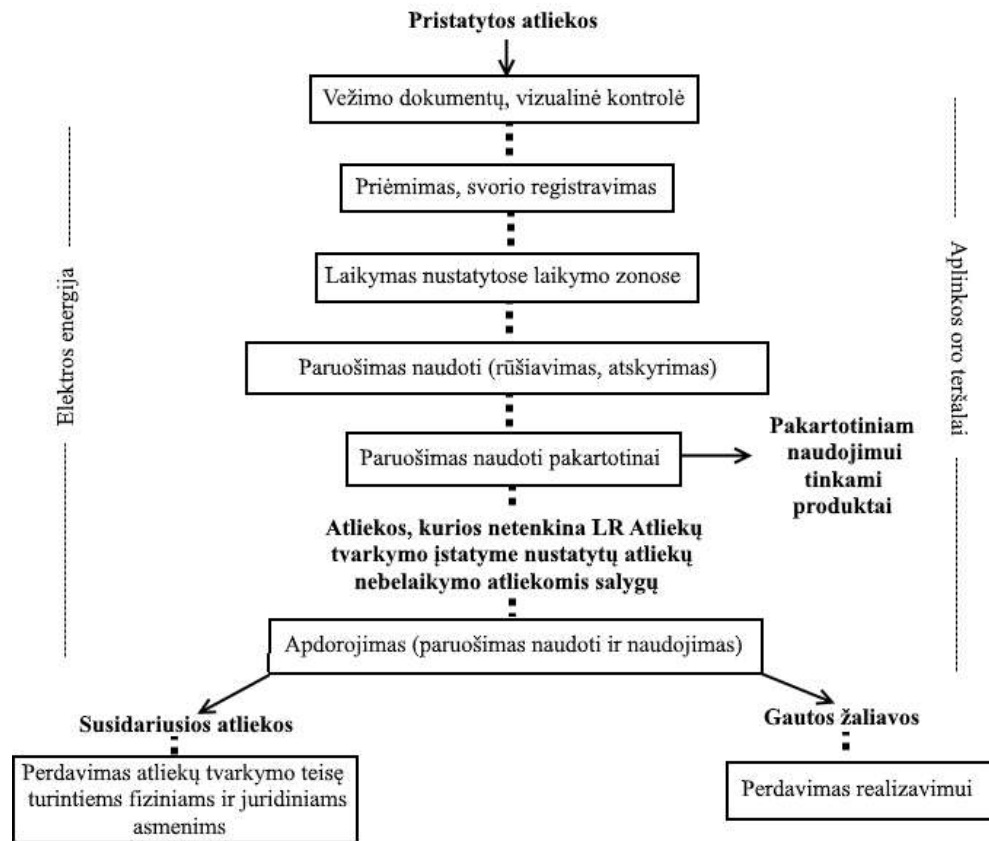 Pristatytos atliekos
Vežimo dokumentų, vizualinė kontrolė
Priėmimas, svorio registravimas
Laikymas nustatytose laikymo zonose
Paruošimas naudoti (rūšiavimas, atskyrimas)
Elektros energija
Aplinkos oro teršalai
Paruošimas naudoti pakartotinai
Pakartotiniam
naudojimui
tinkami
produktai
Atliekos, kurios netenkina LR Atliekų
tvarkymo įstatyme nustatytų atliekų
nebelaikymo atliekomis salygų
Apdorojimas (paruošimas naudoti ir naudojimas)
Susidariusios atliekos
Gautos žaliavos
Perdavimas atliekų tvarkymo teisę
turintiems fiziniams ir juridiniams
asmenims
Perdavimas realizavimui